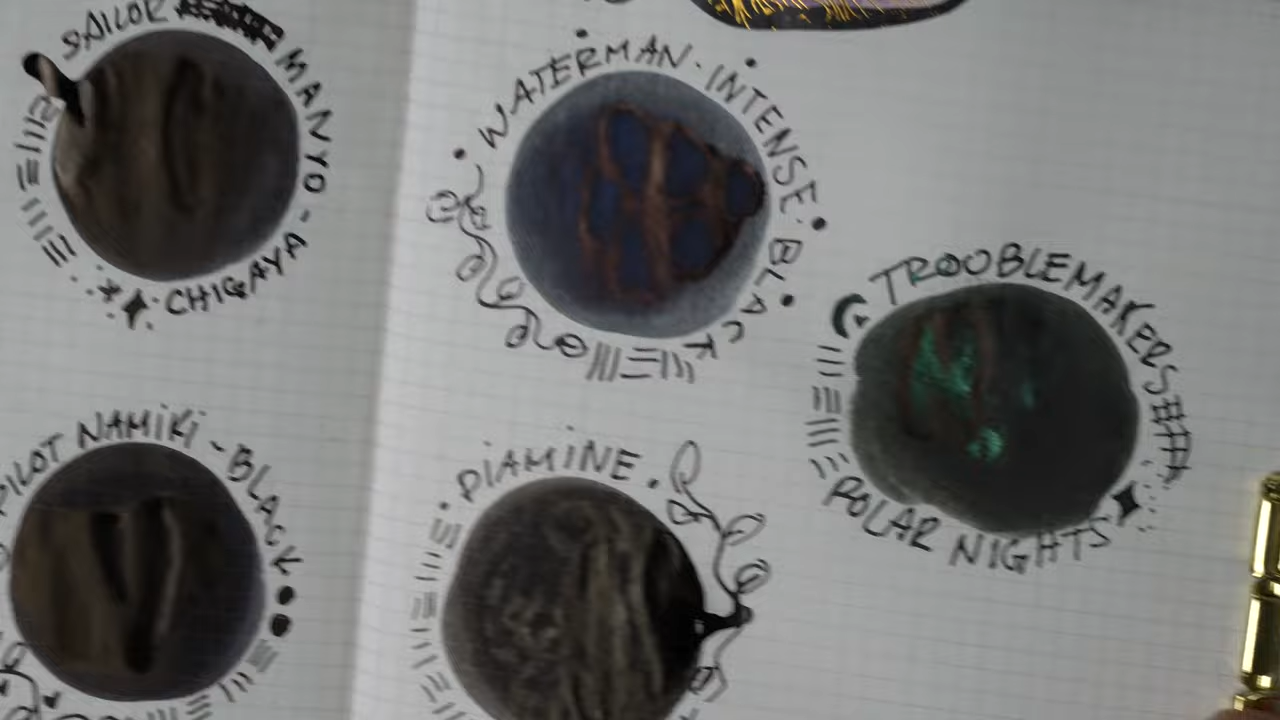 SAILOR MANYO - A
CHIGAYA
• WATERMAN • INTENSE • BLACK
TROUBLEMAKERS
POLAR NIGHTS
PILOT NAMIKI - BLACK
• DIAMINE •